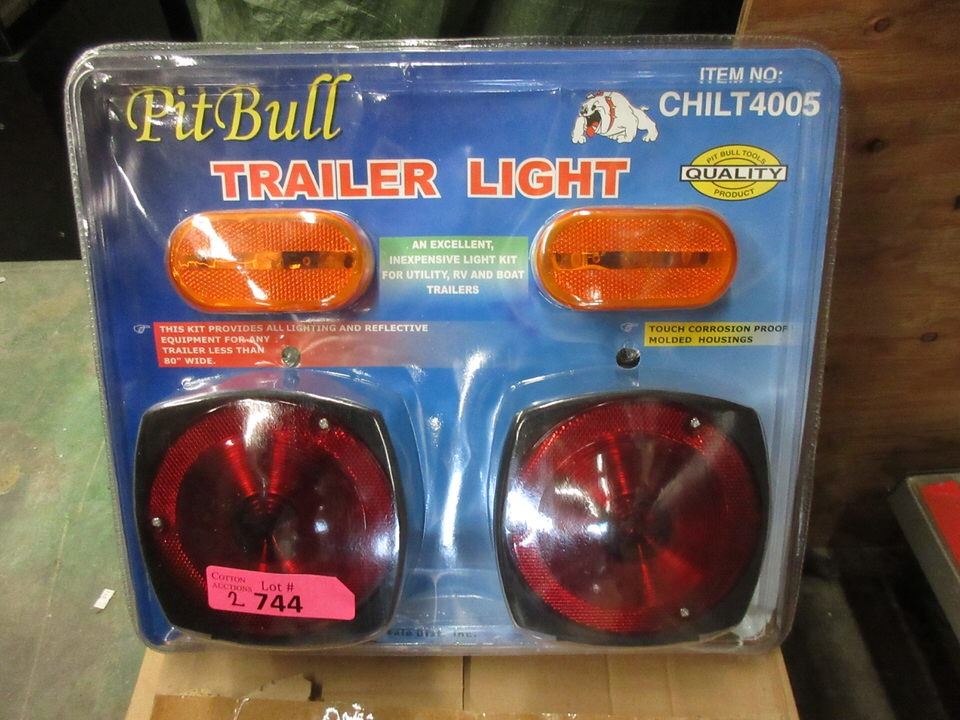 PitBull
ITEM NO:
CHILT4005
TRAILER LIGHT
PIT BULL TOOLS
QUALITY
PRODUCT
AN EXCELLENT,
INEXPENSIVE LIGHT KIT
FOR UTILITY, RV AND BOAT
TRAILERS
THIS KIT PROVIDES ALL LIGHTING AND REFLECTIVE
EQUIPMENT FOR ANY
TRAILER LESS THAN
80" WIDE.
TOUCH CORROSION PROOF
MOLDED HOUSINGS
COTTON
AUCTIONS
Lot #
2 744
Dist. Inc.